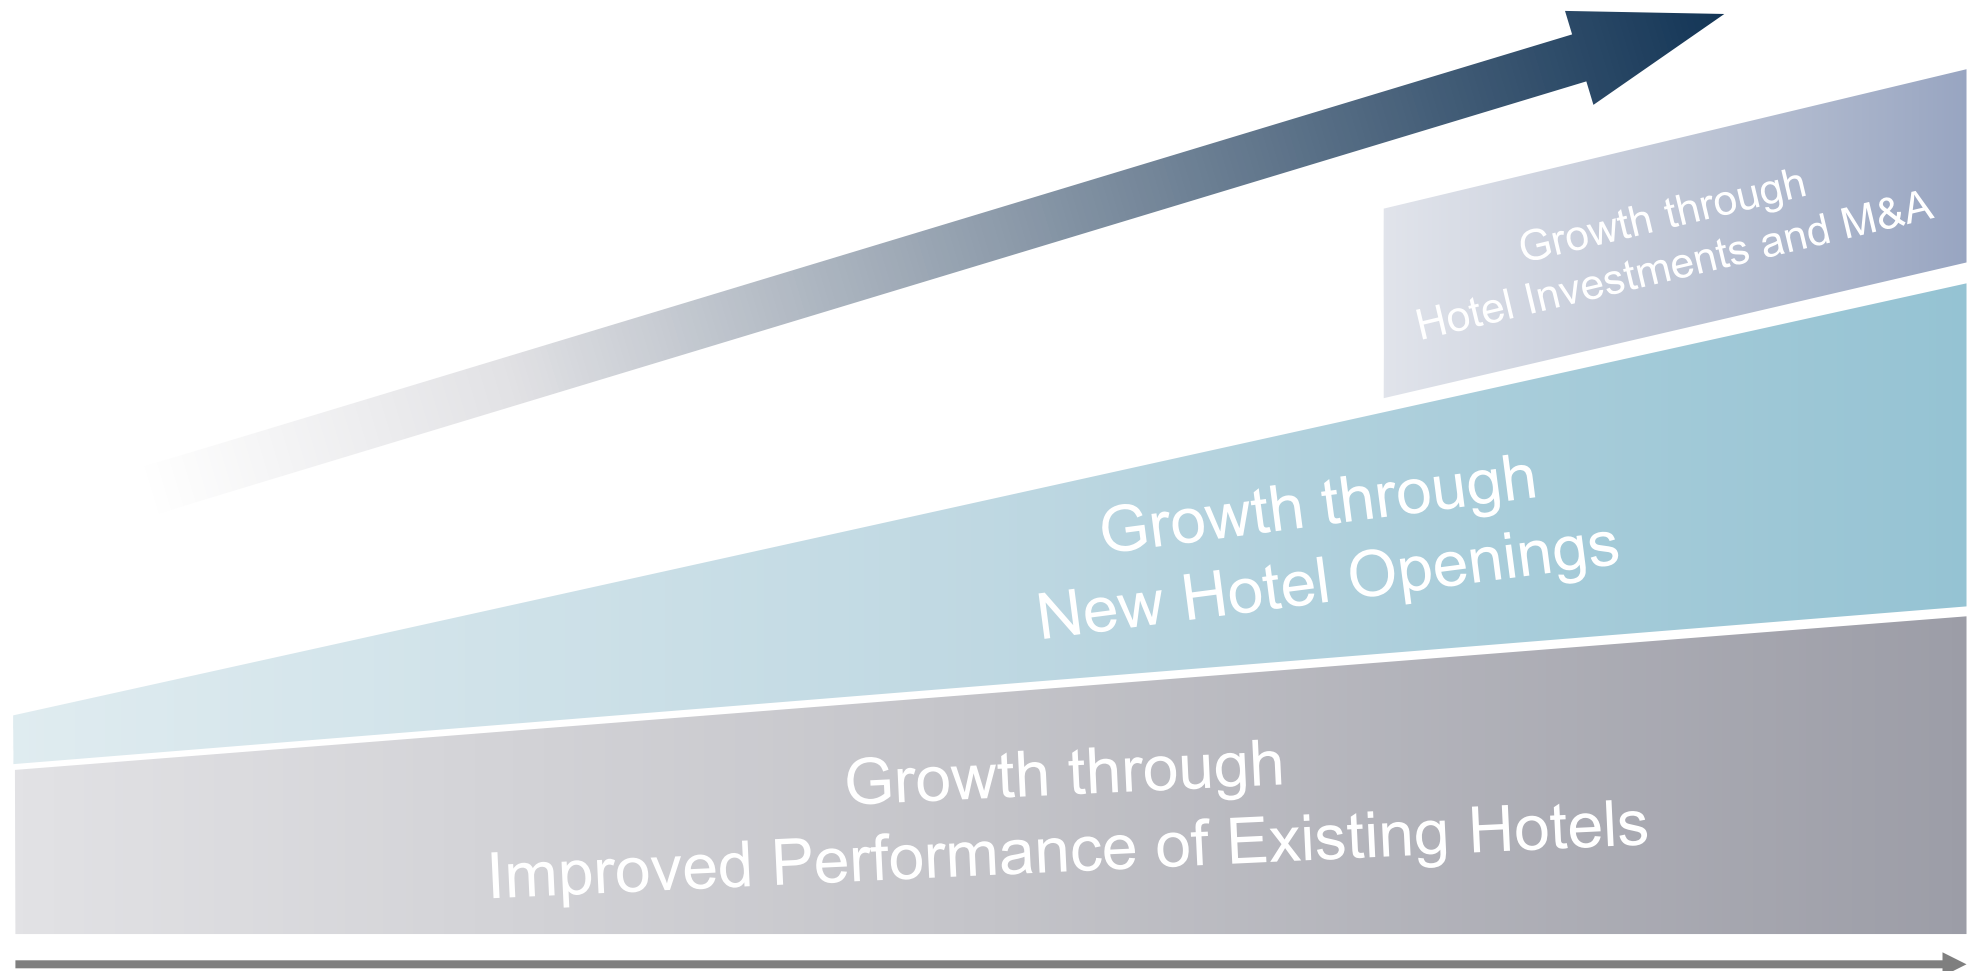 Growth through
Hotel Investments and M&A
Growth through
New Hotel Openings
Growth through
Improved Performance of Existing Hotels